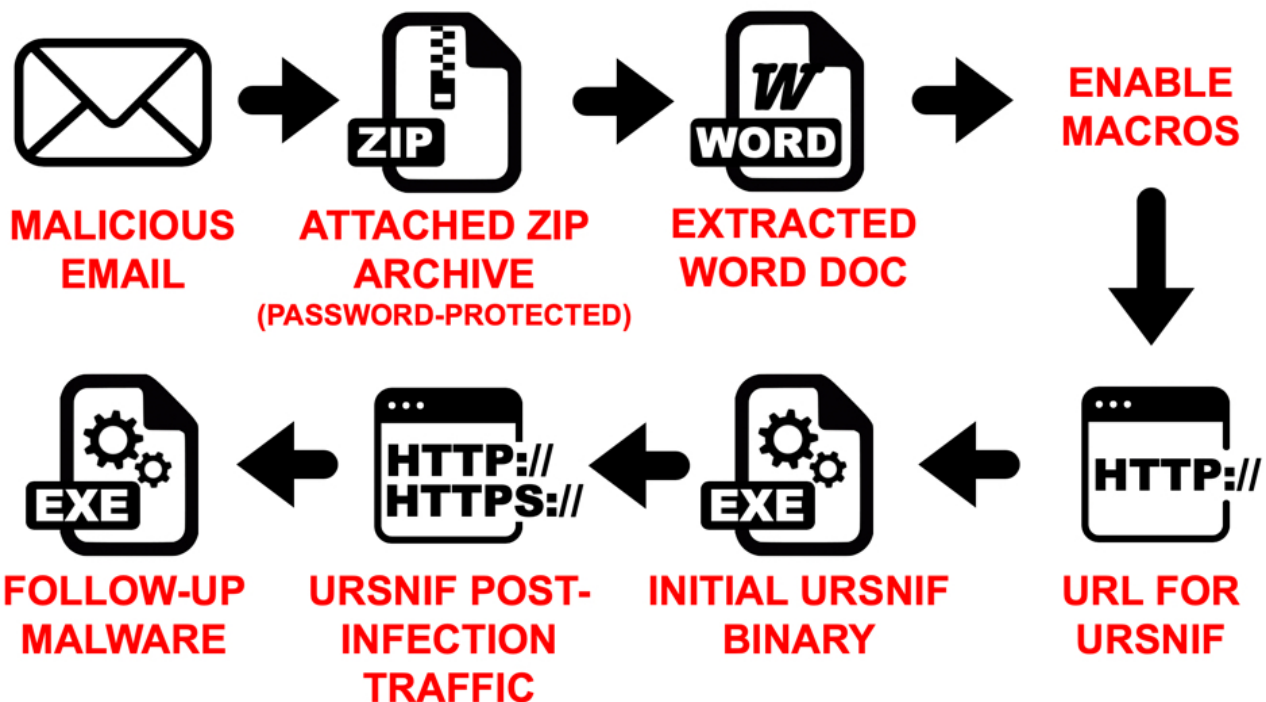 ZIP
W
WORD
ENABLE
MACROS
MALICIOUS
EMAIL
ATTACHED ZIP
ARCHIVE
(PASSWORD-PROTECTED)
EXTRACTED
WORD DOC
HTTP://
URL FOR
URSNIF
EXE
INITIAL URSNIF
BINARY
HTTP://
HTTPS://
URSNIF POST-
INFECTION
TRAFFIC
EXE
FOLLOW-UP
MALWARE